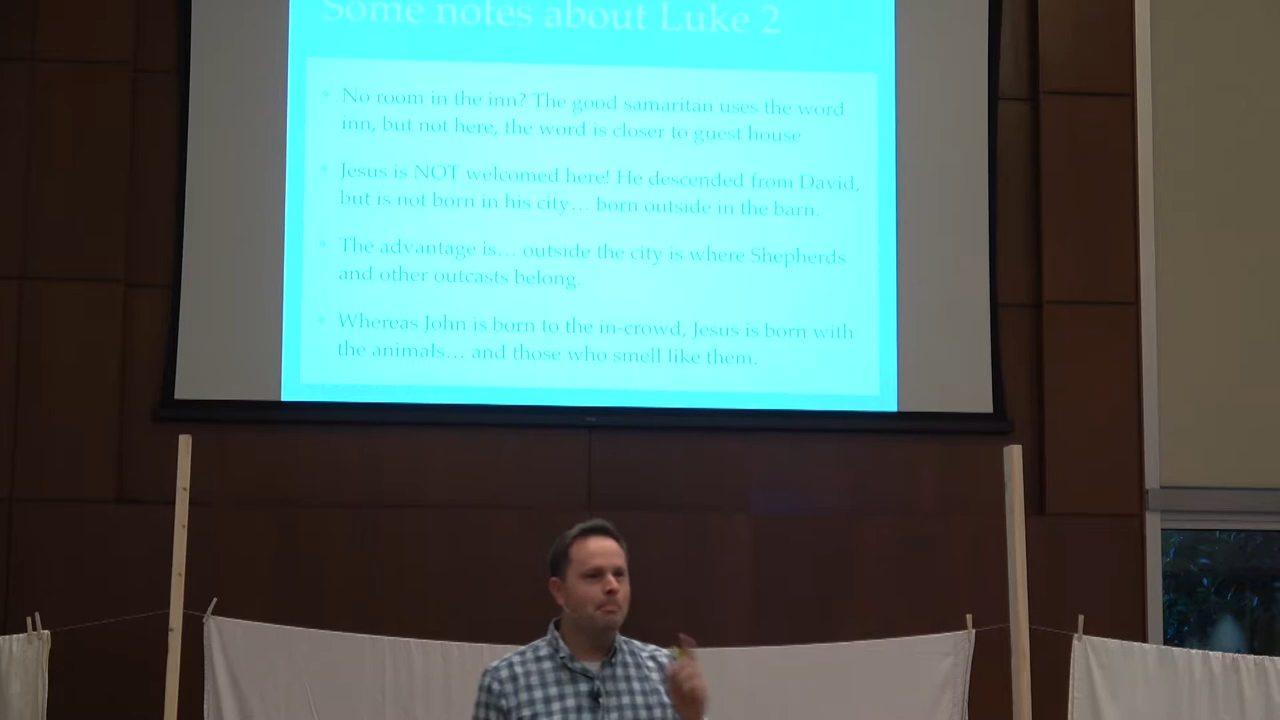 Some notes about Luke 2
No room in the inn? The good samaritan uses the word
inn, but not here, the word is closer to guest house
Jesus is NOT welcomed here! He descended from David,
but is not born in his city... born outside in the barn.
The advantage is... outside the city is where Shepherds
and other outcasts belong.
Whereas John is born to the in-crowd, Jesus is born with
the animals... and those who smell like them.